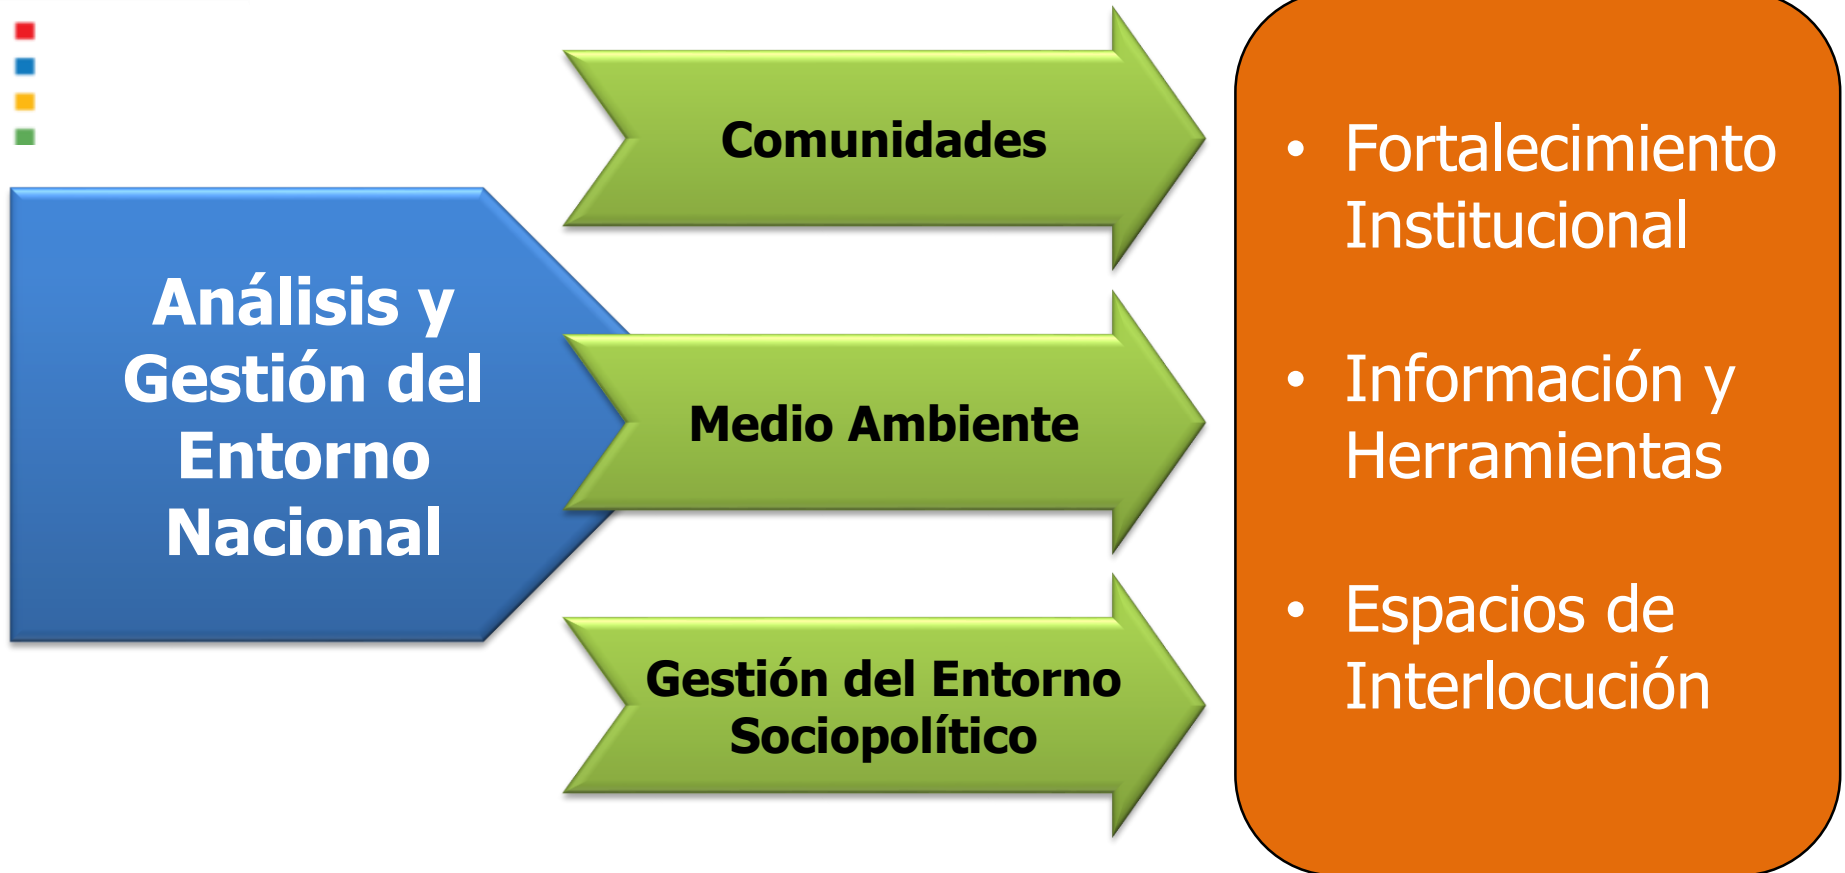 Análisis y
Gestión del
Entorno
Nacional
Comunidades
Medio Ambiente
Gestión del Entorno
Sociopolítico
• Fortalecimiento
Institucional
• Información y
Herramientas
• Espacios de
Interlocución